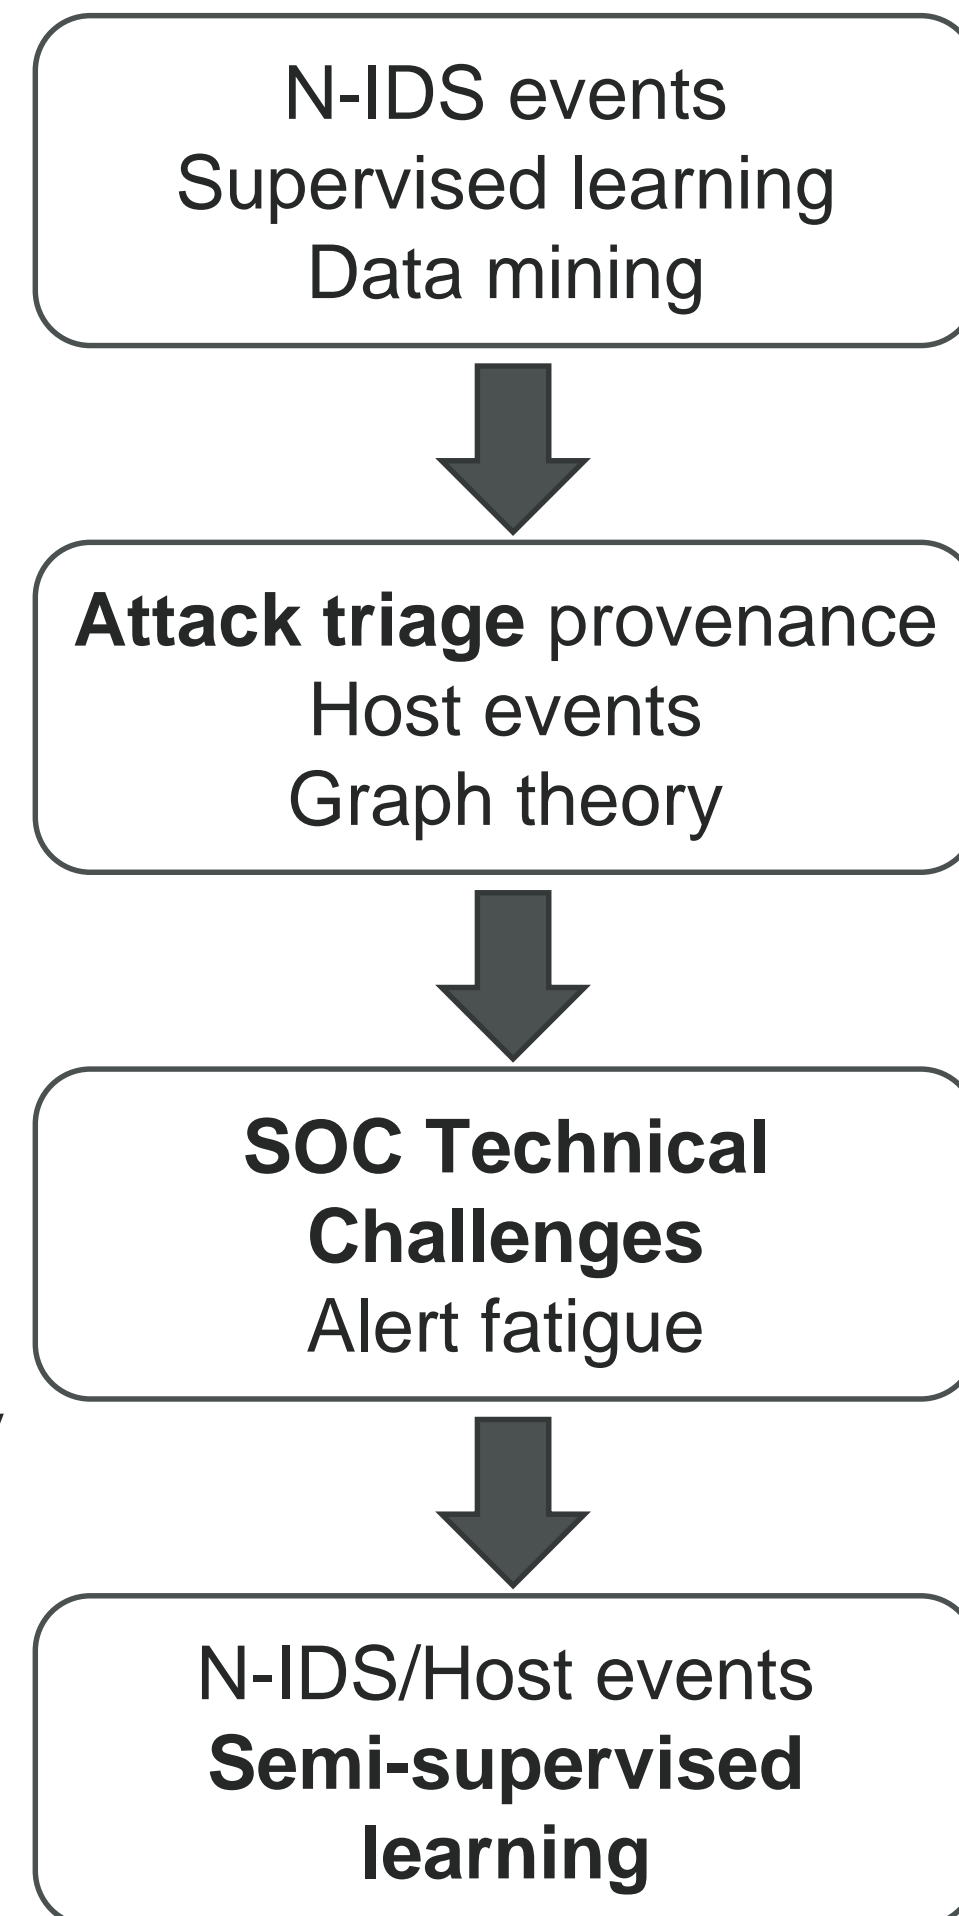 N-IDS events
Supervised learning
Data mining
Attack triage provenance
Host events
Graph theory
SOC Technical
Challenges
Alert fatigue
N-IDS/Host events
Semi-supervised
learning